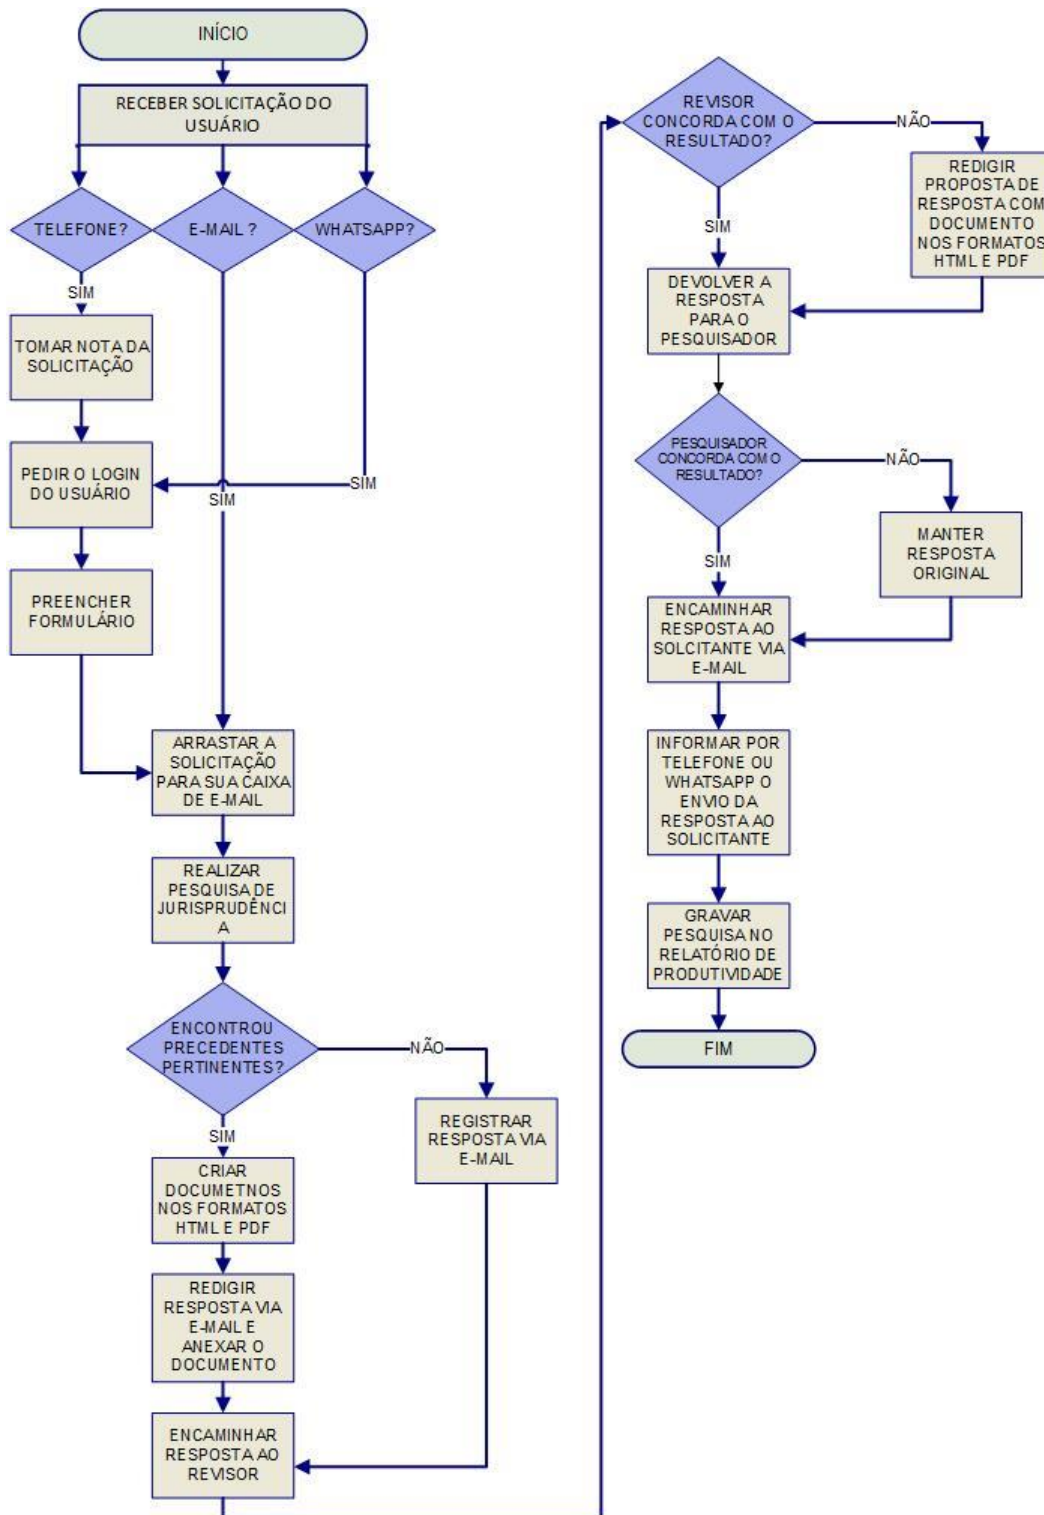 INÍCIO
RECEBER SOLICITAÇÃO DO
USUÁRIO
TELEFONE?
E-MAIL ?
WHATSAPP?
SIM
TOMAR NOTA DA
SOLICITAÇÃO
PEDIR O LOGIN
DO USUÁRIO
SIM
SIM
PREENCHER
FORMULÁRIO
ARRASTAR A
SOLICITAÇÃO
PARA SUA CAIXA
DE E-MAIL
REALIZAR
PESQUISA DE
JURISPRUDÊNCI
A
ENCONTROU
PRECEDENTES
PERTINENTES?
NÃO
REGISTRAR
RESPOSTA VIA
E-MAIL
SIM
CRIAR
DOCUMETNOS
NOS FORMATOS
HTML E PDF
REDIGIR
RESPOSTA VIA
E-MAIL E
ANEXAR O
DOCUMENTO
ENCAMINHAR
RESPOSTA AO
REVISOR
REVISOR
CONCORDA COM O
RESULTADO?
NÃO
REDIGIR
PROPOSTA DE
RESPOSTA COM
DOCUMENTO
NOS FORMATOS
HTML E PDF
SIM
DEVOLVER A
RESPOSTA
PARA O
PESQUISADOR
PESQUISADOR
CONCORDA COM O
RESULTADO?
NÃO
MANTER
RESPOSTA
ORIGINAL
SIM
ENCAMINHAR
RESPOSTA AO
SOLCITANTE VIA
E-MAIL
INFORMAR POR
TELEFONE OU
WHATSAPP O
ENVIO DA
RESPOSTA AO
SOLICITANTE
GRAVAR
PESQUISA NO
RELATÓRIO DE
PRODUTIVIDADE
FIM